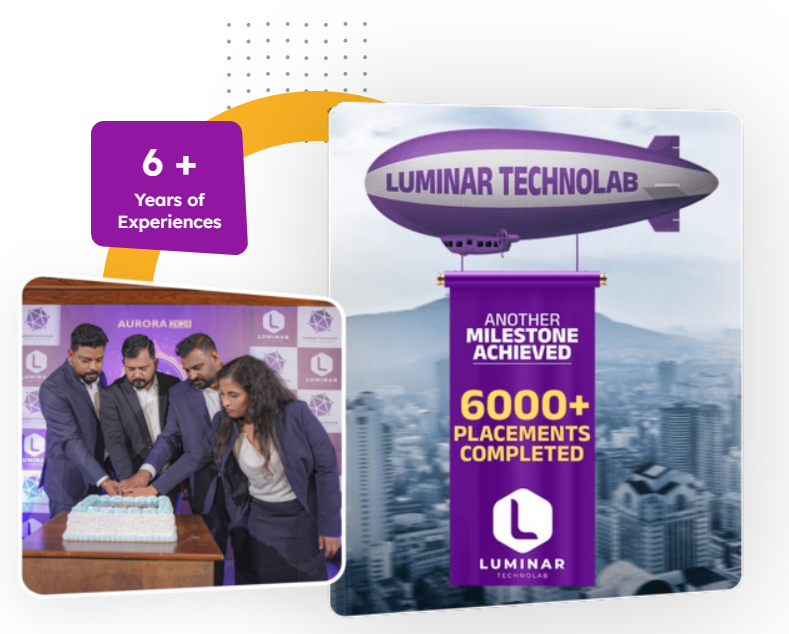 6 +
Years of
Experiences
LUMINAR TECHNOLAB
ANOTHER
MILESTONE
ACHIEVED
6000+
PLACEMENTS
COMPLETED
LUMINAR
TECHNOLAB
AURORA
LUMINAR
LUMINAR